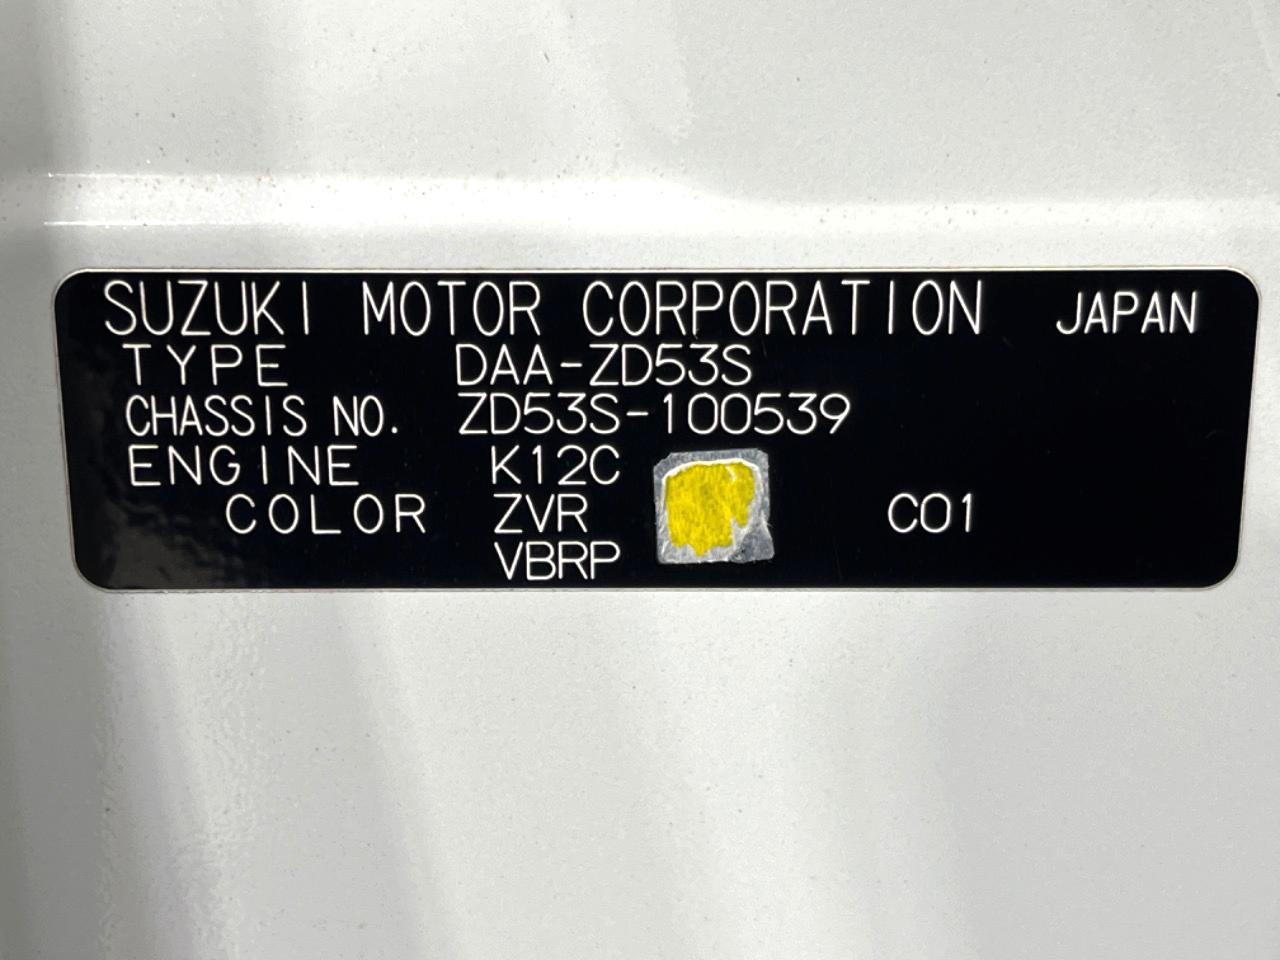 SUZUKI MOTOR CORPORATION JAPAN
TYPE DAA-ZD53S
CHASSIS NO. ZD53S-100539
ENGINE K12C
COLOR ZVR C01
VBRP